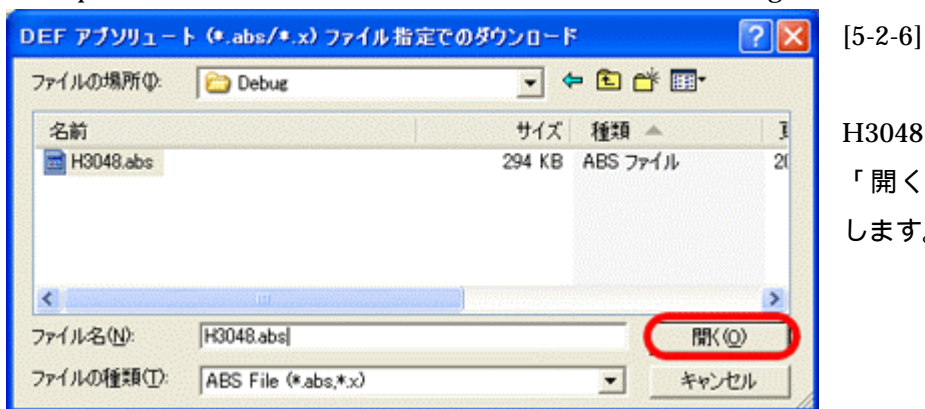 DEF アブソリュート (*.abs/*.x) ファイル指定でのダウンロード
[5-2-6]
ファイルの場所(I):
Debug
名前 サイズ 種類
H3048.abs 294 KB ABS ファイル 20
H3048
「開く
します。
ファイル名(N):
H3048.abs
開く(O)
ファイルの種類(T):
ABS File (*.abs,*.x)
キャンセル